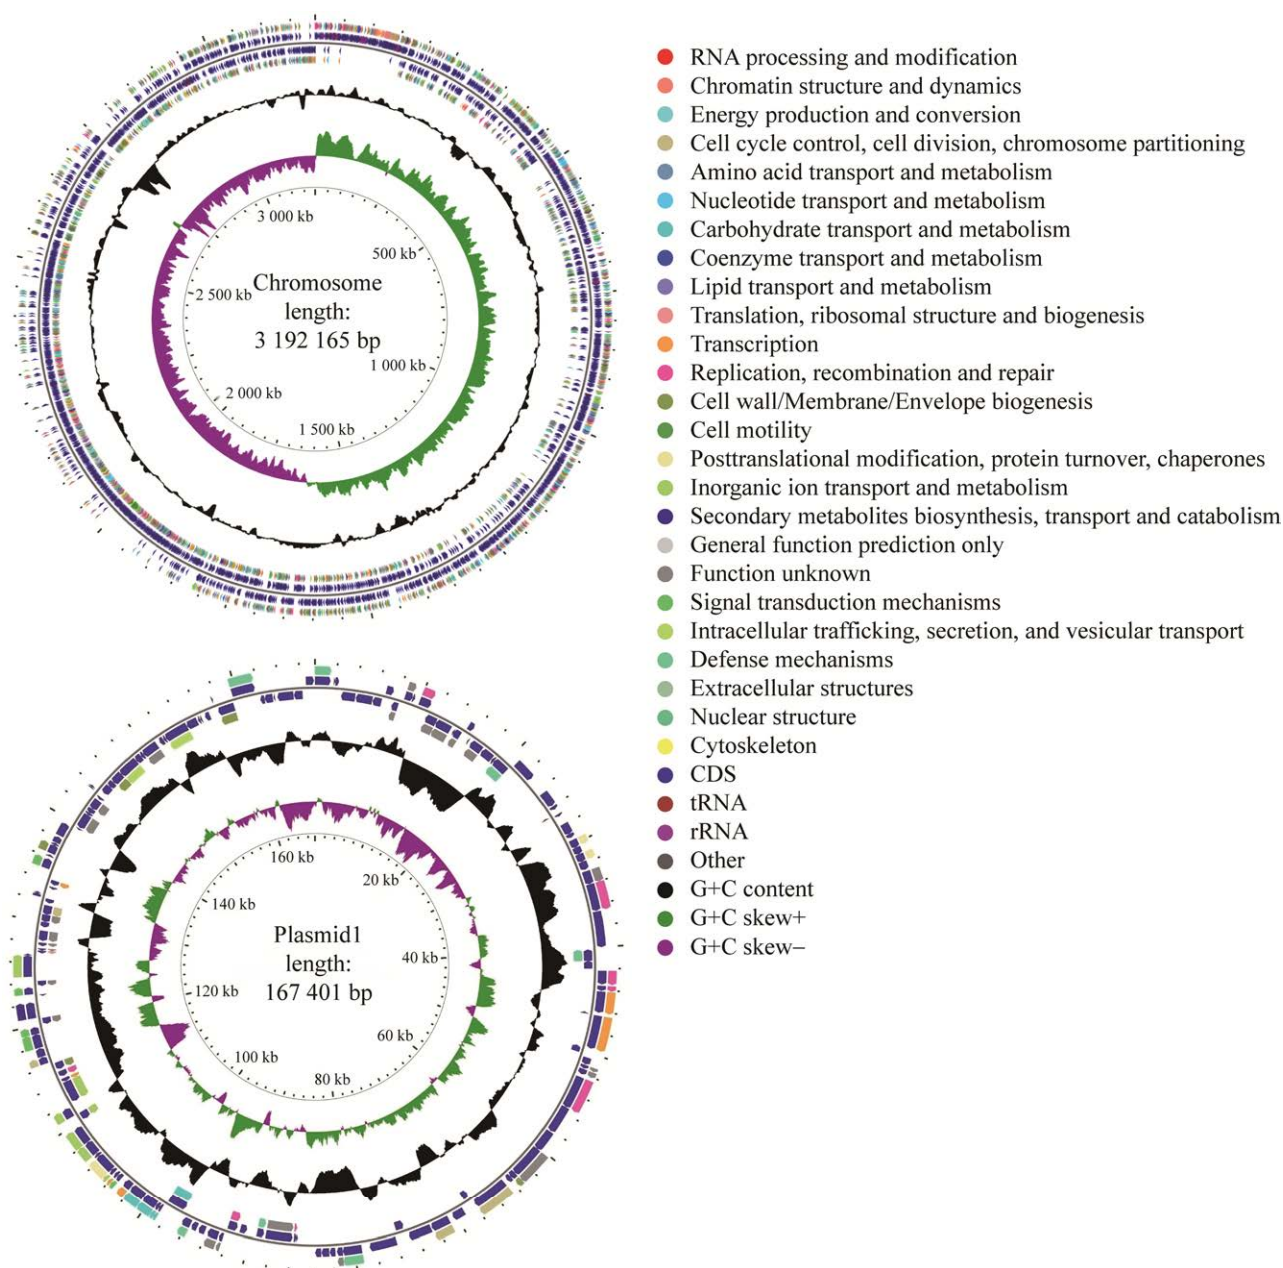 3 000 kb
500 kb
2 500 kb
Chromosome
length:
3 192 165 bp
1 000 kb
2 000 kb
1 500 kb
160 kb
20 kb
140 kb
Plasmid1
length:
167 401 bp
40 kb
120 kb
60 kb
100 kb
80 kb
RNA processing and modification
Chromatin structure and dynamics
Energy production and conversion
Cell cycle control, cell division, chromosome partitioning
Amino acid transport and metabolism
Nucleotide transport and metabolism
Carbohydrate transport and metabolism
Coenzyme transport and metabolism
Lipid transport and metabolism
Translation, ribosomal structure and biogenesis
Transcription
Replication, recombination and repair
Cell wall/Membrane/Envelope biogenesis
Cell motility
Posttranslational modification, protein turnover, chaperones
Inorganic ion transport and metabolism
Secondary metabolites biosynthesis, transport and catabolism
General function prediction only
Function unknown
Signal transduction mechanisms
Intracellular trafficking, secretion, and vesicular transport
Defense mechanisms
Extracellular structures
Nuclear structure
Cytoskeleton
CDS
tRNA
rRNA
Other
G+C content
G+C skew+
G+C skew−